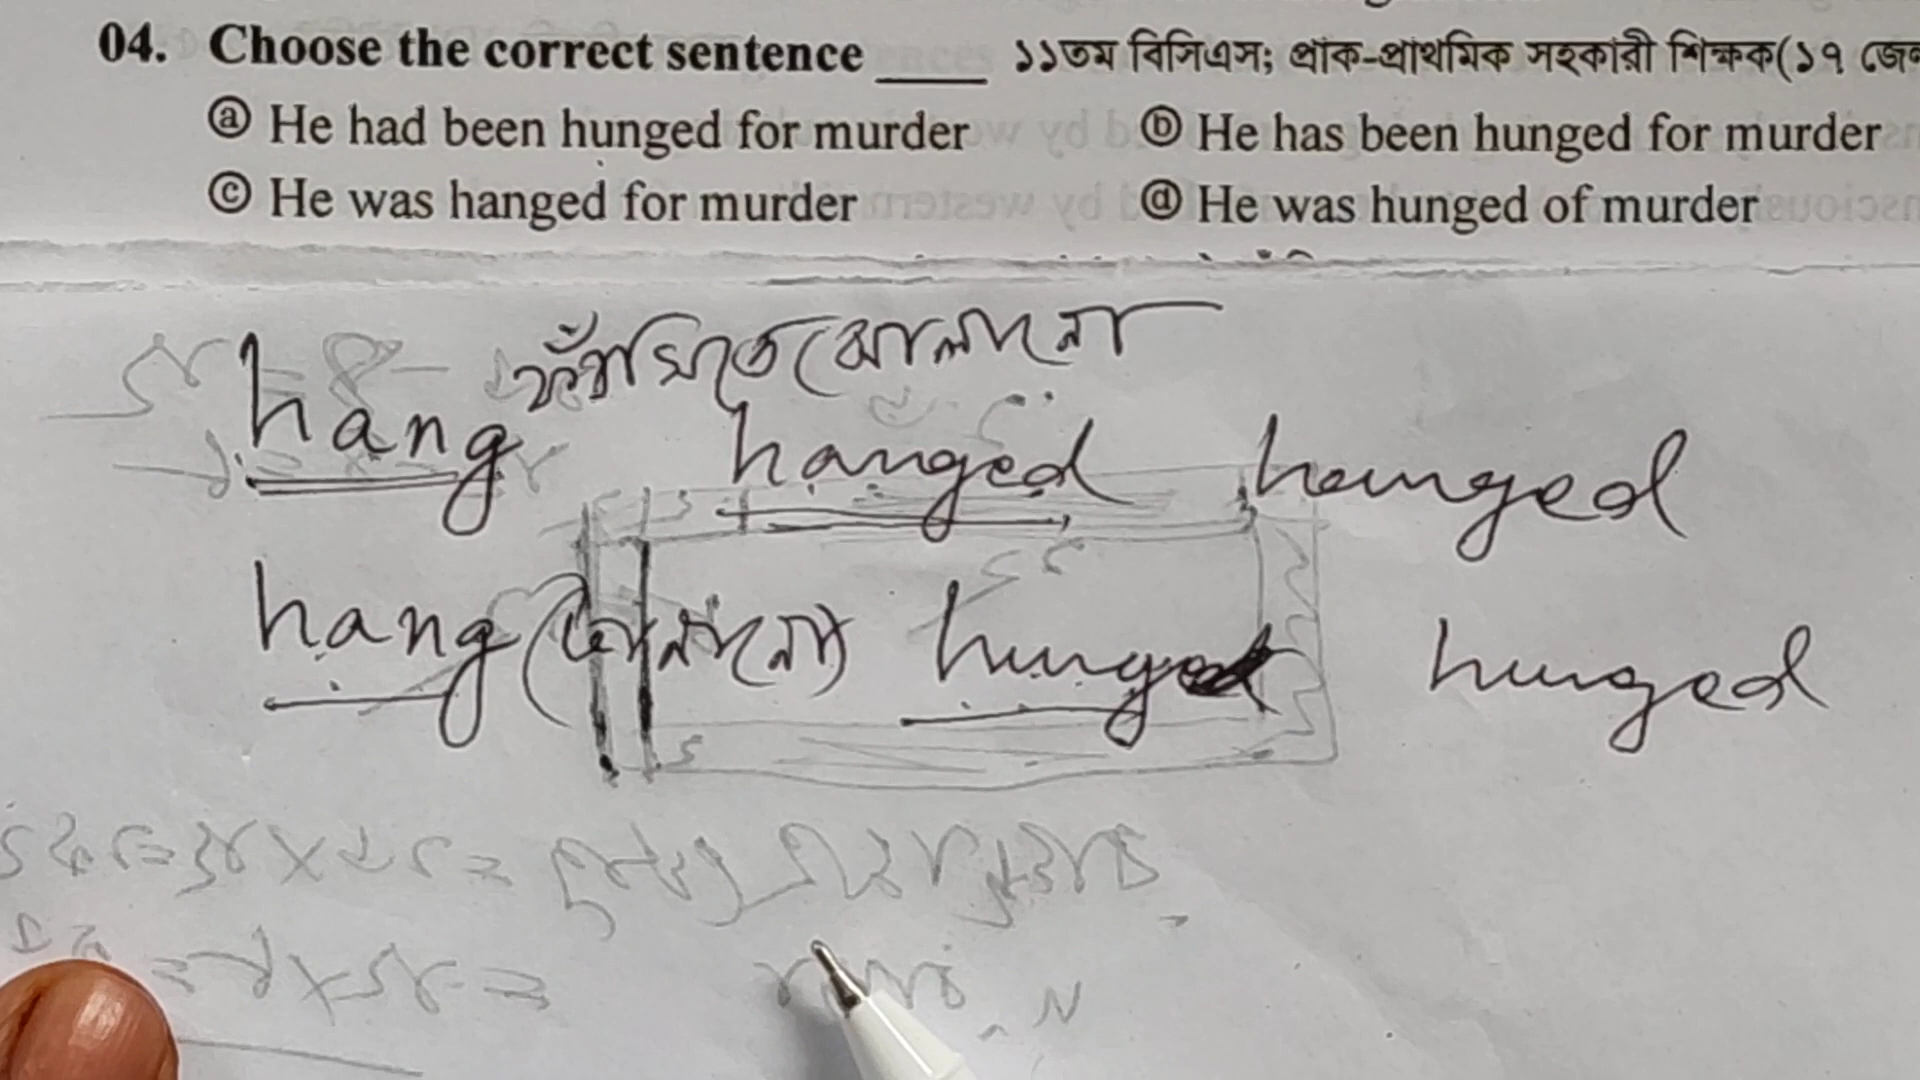 04. Choose the correct sentence ____ ১১তম বিসিএস; প্রাক-প্রাথমিক সহকারী শিক্ষক(১৭
ⓐ He had been hunged for murder ⓑ He has been hunged for murder
ⓒ He was hanged for murder ⓓ He was hunged of murder
ফাঁসিতে ঝোলানো
hang hanged hanged
hang (ঝোলানো) hunged hunged